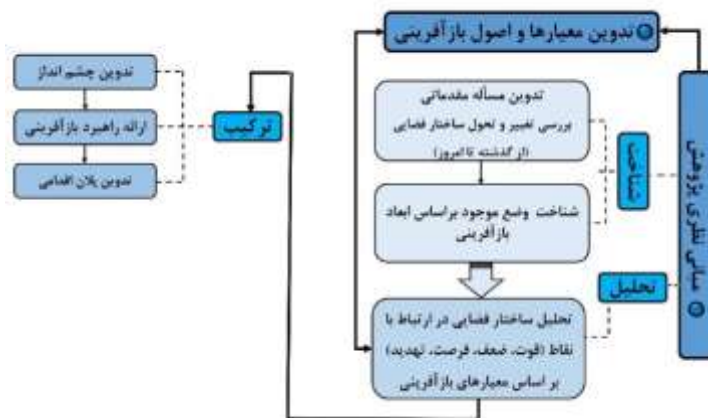 تدوین معیارها و اصول بازآفرینی
مبانی نظری پژوهش
شناخت
تدوین مسأله مقدماتی
بررسی تغییر و تحول ساختار فضایی
(از گذشته تا امروز)
شناخت وضع موجود براساس ابعاد
بازآفرینی
تحلیل
تحلیل ساختار فضایی در ارتباط با
نقاط (قوت، ضعف، فرصت، تهدید)
بر اساس معیارهای بازآفرینی
ترکیب
تدوین چشم انداز
ارائه راهبرد بازآفرینی
تدوین پلان اقدامی